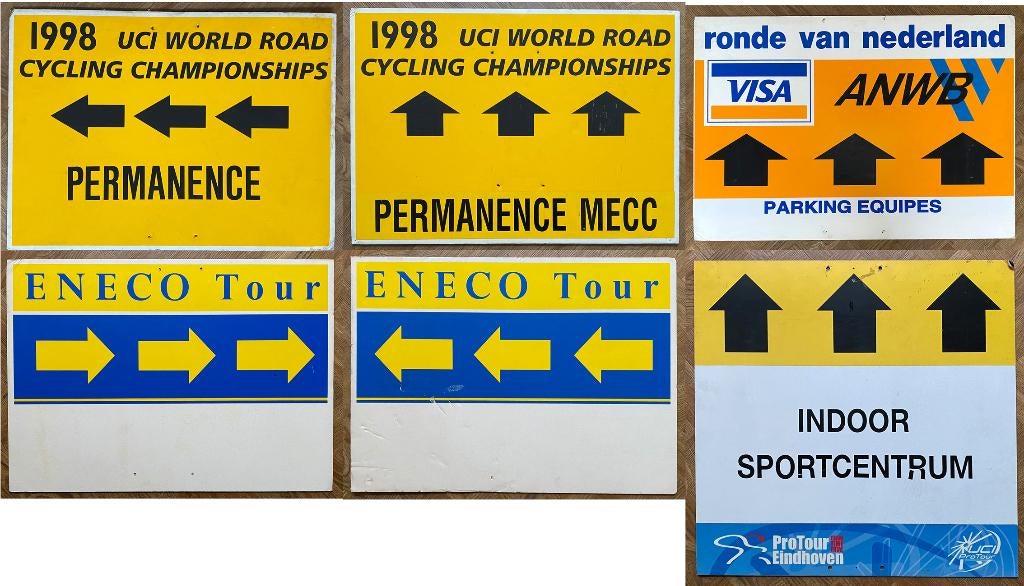 1998 UCI WORLD ROAD
CYCLING CHAMPIONSHIPS
PERMANENCE
1998 UCI WORLD ROAD
CYCLING CHAMPIONSHIPS
PERMANENCE MECC
ronde van nederland
VISA
ANWB
PARKING EQUIPES
ENECO Tour
ENECO Tour
INDOOR
SPORTCENTRUM
ProTour
Eindhoven
UCI
ProTour